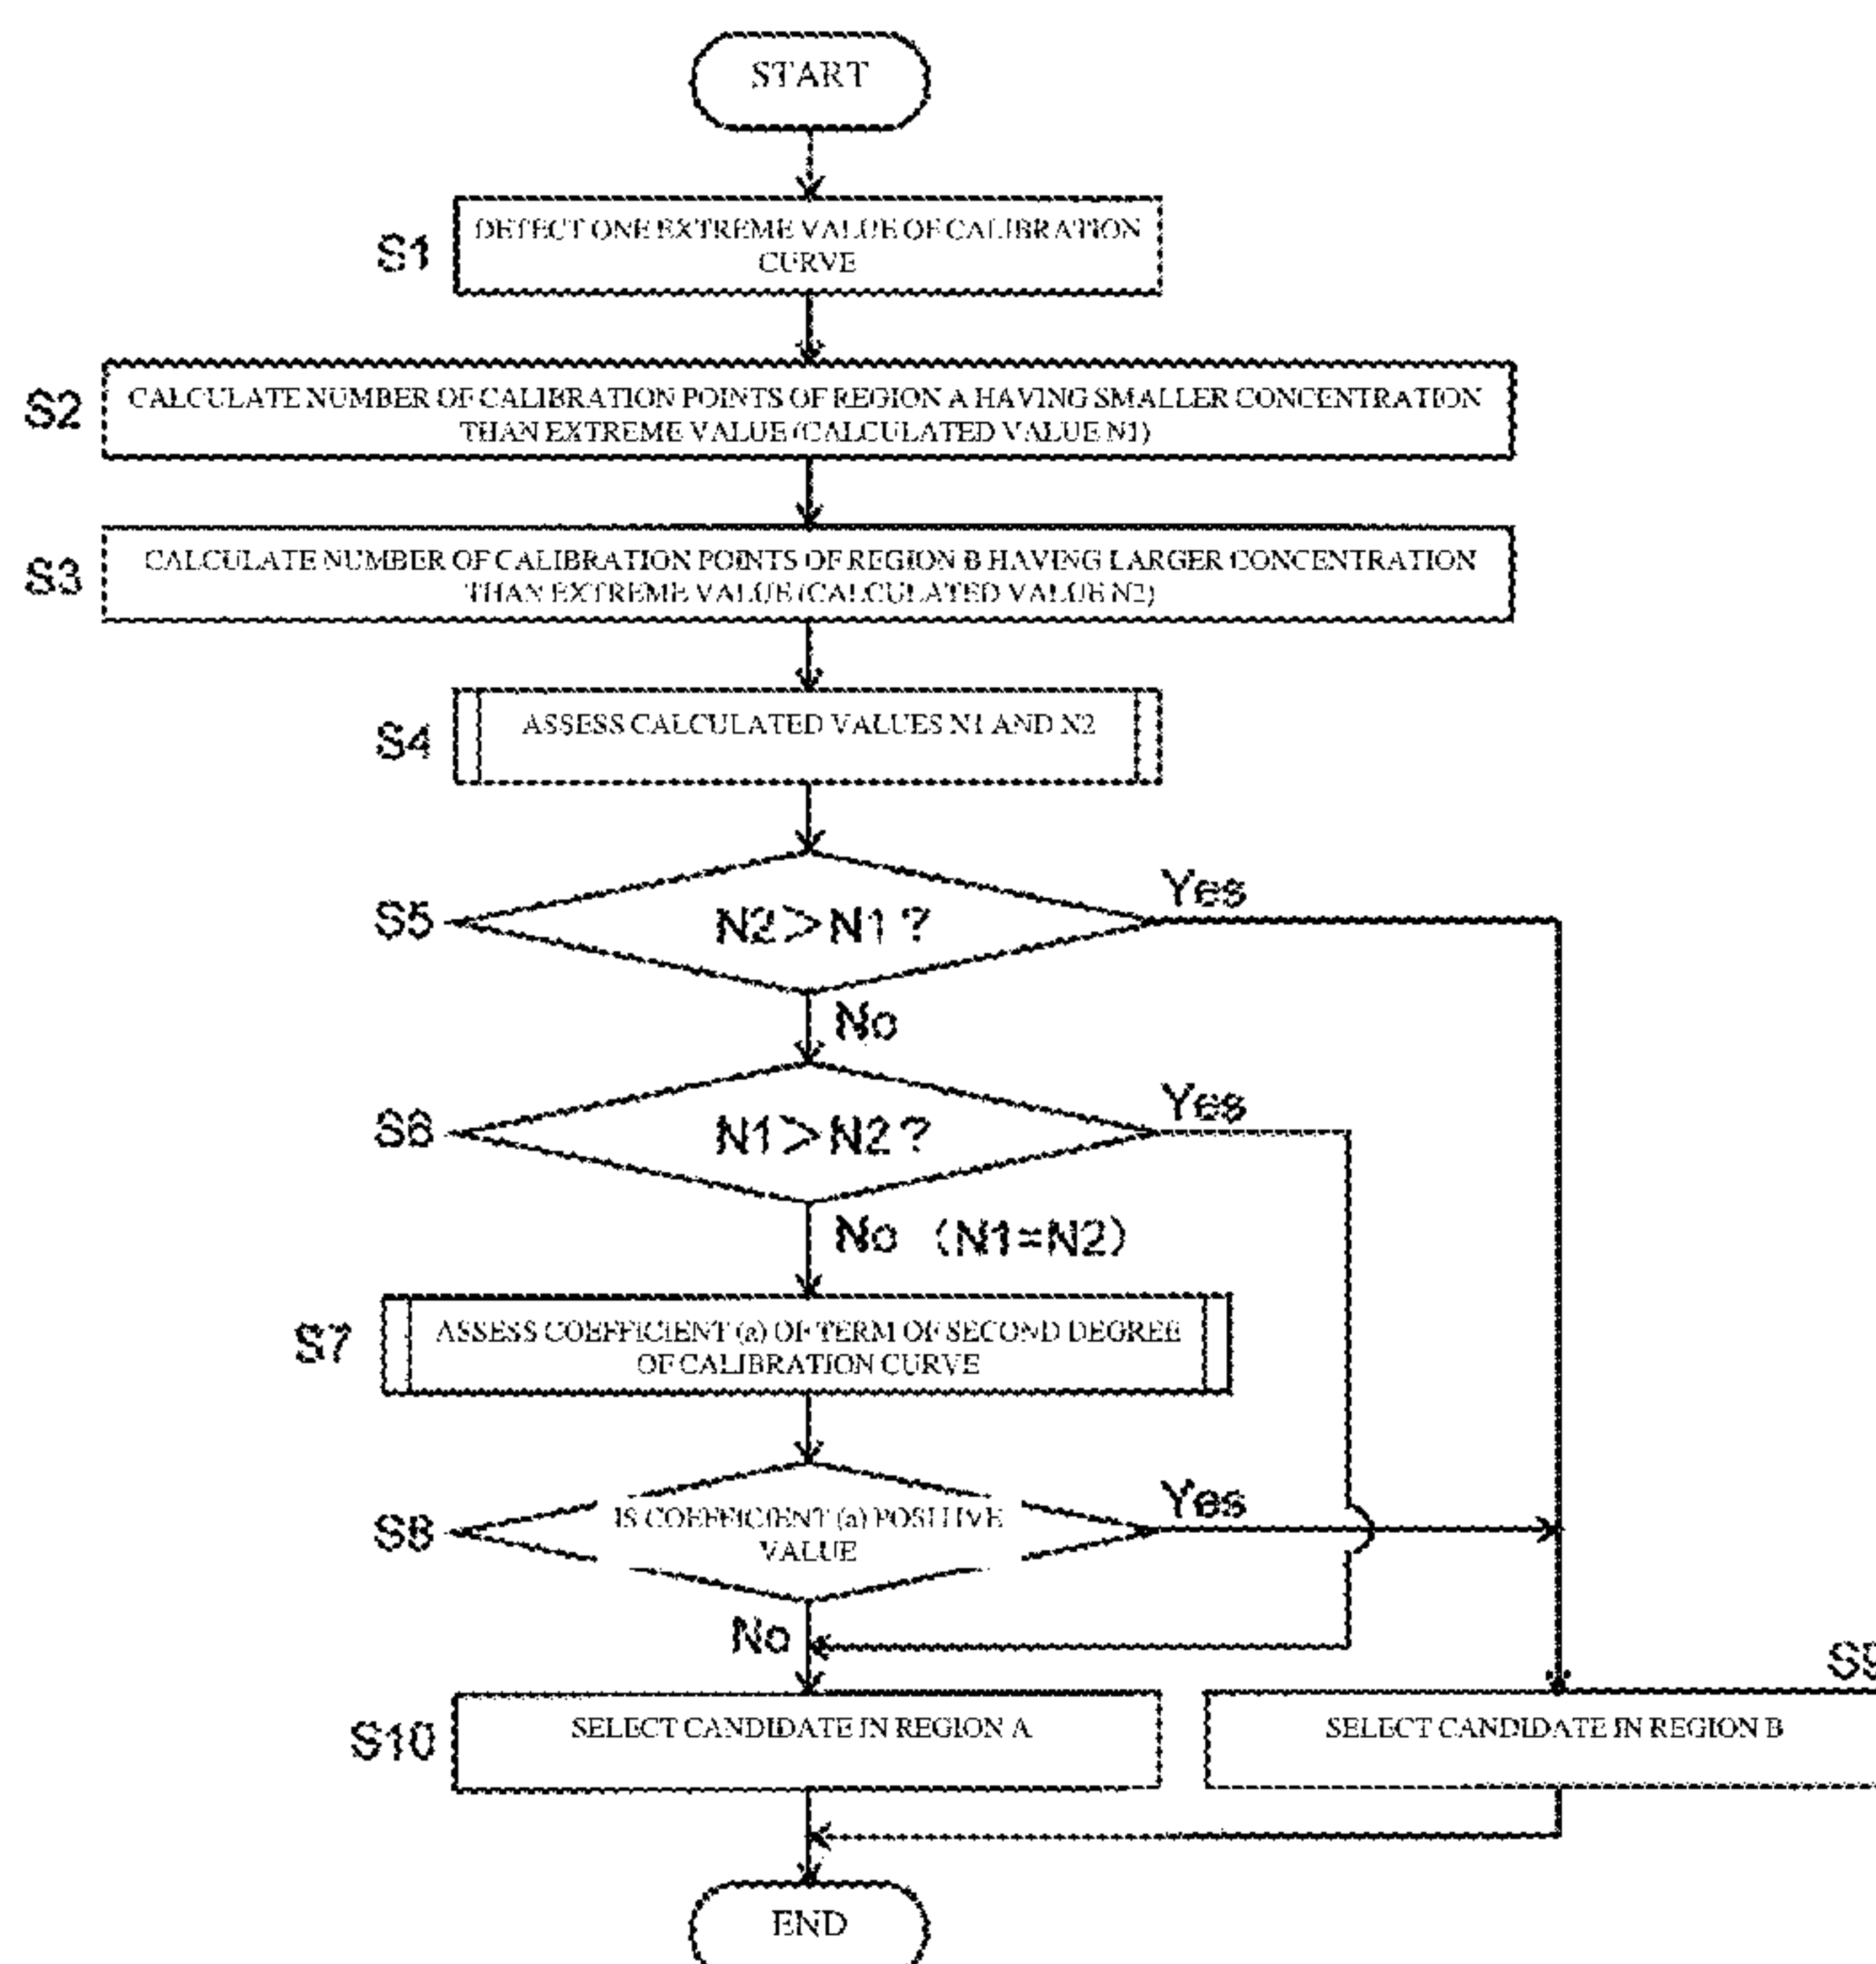 START
S1
DETECT ONE EXTREME VALUE OF CALIBRATION
CURVE
S2
CALCULATE NUMBER OF CALIBRATION POINTS OF REGION A HAVING SMALLER CONCENTRATION
THAN EXTREME VALUE (CALCULATED VALUE N1)
S3
CALCULATE NUMBER OF CALIBRATION POINTS OF REGION B HAVING LARGER CONCENTRATION
THAN EXTREME VALUE (CALCULATED VALUE N2)
S4
ASSESS CALCULATED VALUES N1 AND N2
S5
N2>N1?
Yes
No
S6
N1>N2?
Yes
No (N1=N2)
S7
ASSESS COEFFICIENT (a) OF TERM OF SECOND DEGREE
OF CALIBRATION CURVE
S8
IS COEFFICIENT (a) POSITIVE
VALUE
Yes
No
S9
S10
SELECT CANDIDATE IN REGION A
SELECT CANDIDATE IN REGION B
END